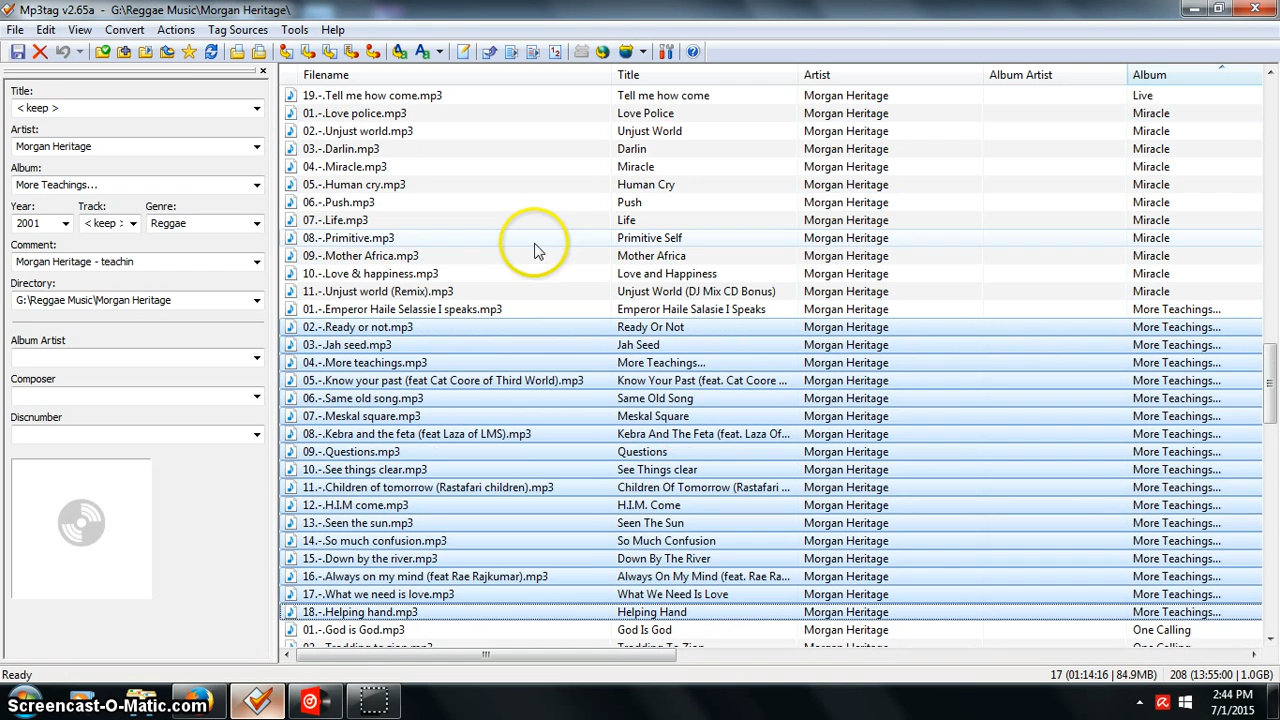 Mp3tag v2.65a - G:\Reggae Music\Morgan Heritage\
File Edit View Convert Actions Tag Sources Tools Help
Title:
< keep >
Artist:
Morgan Heritage
Album:
More Teachings...
Year: Track: Genre:
2001 < keep > Reggae
Comment:
Morgan Heritage - teachin
Directory:
G:\Reggae Music\Morgan Heritage
Album Artist
Composer
Discnumber
Filename Title Artist Album Artist Album
19.-.Tell me how come.mp3 Tell me how come Morgan Heritage Live
01.-.Love police.mp3 Love Police Morgan Heritage Miracle
02.-.Unjust world.mp3 Unjust World Morgan Heritage Miracle
03.-.Darlin.mp3 Darlin Morgan Heritage Miracle
04.-.Miracle.mp3 Miracle Morgan Heritage Miracle
05.-.Human cry.mp3 Human Cry Morgan Heritage Miracle
06.-.Push.mp3 Push Morgan Heritage Miracle
07.-.Life.mp3 Life Morgan Heritage Miracle
08.-.Primitive.mp3 Primitive Self Morgan Heritage Miracle
09.-.Mother Africa.mp3 Mother Africa Morgan Heritage Miracle
10.-.Love & happiness.mp3 Love and Happiness Morgan Heritage Miracle
11.-.Unjust world (Remix).mp3 Unjust World (DJ Mix CD Bonus) Morgan Heritage Miracle
01.-.Emperor Haile Selassie I speaks.mp3 Emperor Haile Salasie I Speaks Morgan Heritage More Teachings...
02.-.Ready or not.mp3 Ready Or Not Morgan Heritage More Teachings...
03.-.Jah seed.mp3 Jah Seed Morgan Heritage More Teachings...
04.-.More teachings.mp3 More Teachings... Morgan Heritage More Teachings...
05.-.Know your past (feat Cat Coore of Third World).mp3 Know Your Past (feat. Cat Coore ... Morgan Heritage More Teachings...
06.-.Same old song.mp3 Same Old Song Morgan Heritage More Teachings...
07.-.Meskal square.mp3 Meskal Square Morgan Heritage More Teachings...
08.-.Kebra and the feta (feat Laza of LMS).mp3 Kebra And The Feta (feat. Laza Of... Morgan Heritage More Teachings...
09.-.Questions.mp3 Questions Morgan Heritage More Teachings...
10.-.See things clear.mp3 See Things clear Morgan Heritage More Teachings...
11.-.Children of tomorrow (Rastafari children).mp3 Children Of Tomorrow (Rastafari ... Morgan Heritage More Teachings...
12.-.H.I.M come.mp3 H.I.M. Come Morgan Heritage More Teachings...
13.-.Seen the sun.mp3 Seen The Sun Morgan Heritage More Teachings...
14.-.So much confusion.mp3 So Much Confusion Morgan Heritage More Teachings...
15.-.Down by the river.mp3 Down By The River Morgan Heritage More Teachings...
16.-.Always on my mind (feat Rae Rajkumar).mp3 Always On My Mind (feat. Rae Ra... Morgan Heritage More Teachings...
17.-.What we need is love.mp3 What We Need Is Love Morgan Heritage More Teachings...
18.-.Helping hand.mp3 Helping Hand Morgan Heritage More Teachings...
01.-.God is God.mp3 God Is God Morgan Heritage One Calling
Ready 17 (01:14:16 | 84.9MB) 208 (13:55:00 | 1.0GB)
Screencast-O-Matic.com
2:44 PM
7/1/2015